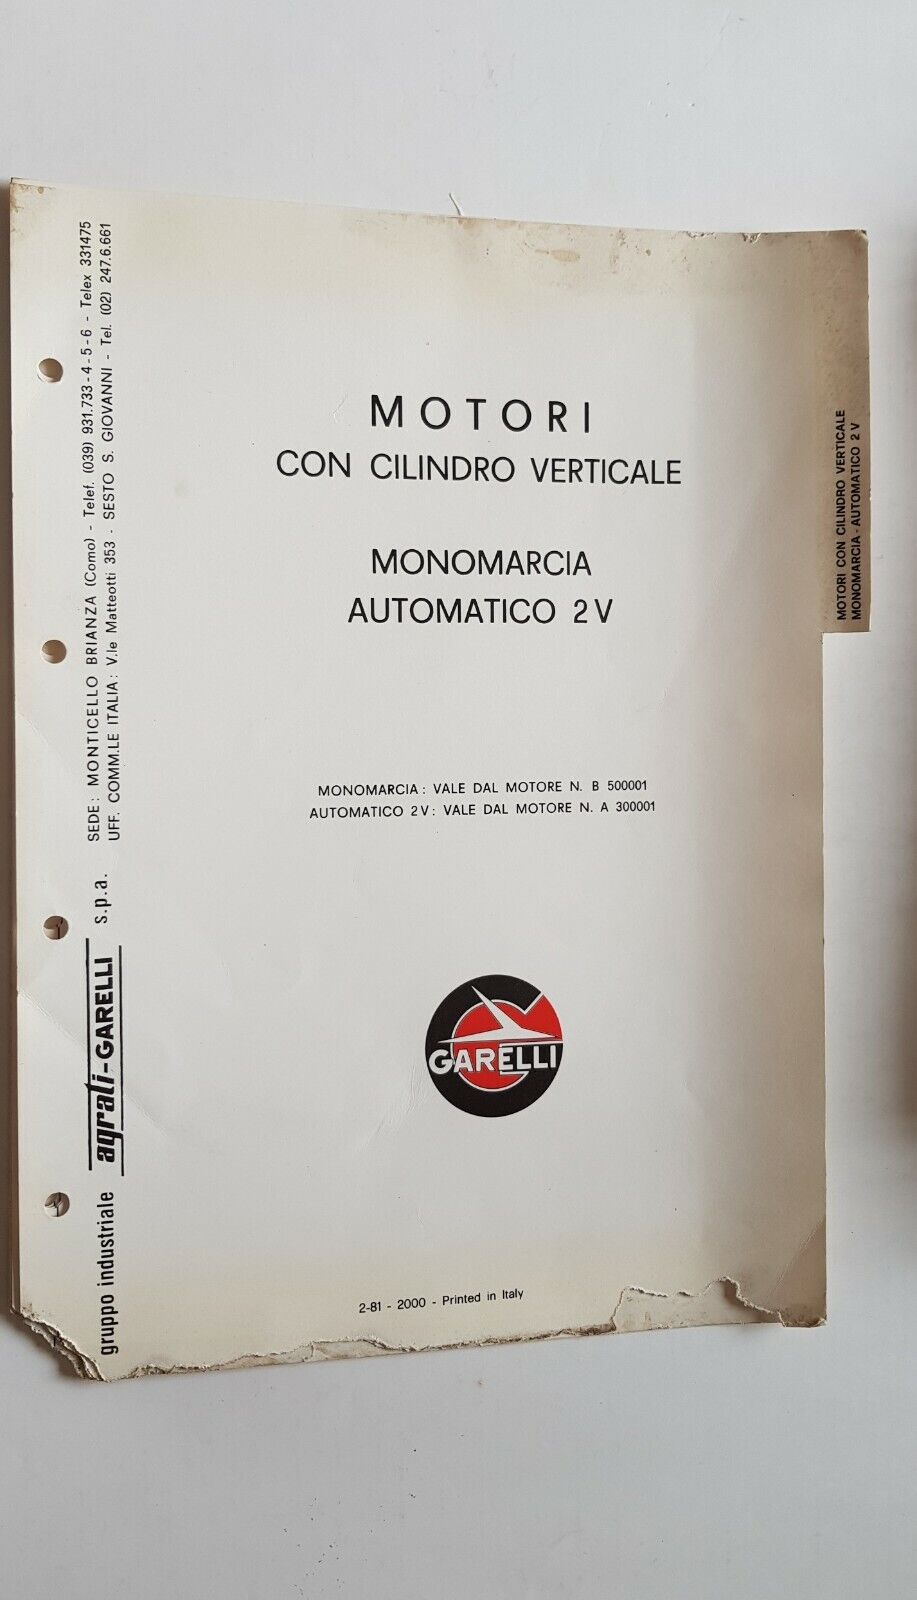 MOTORI
CON CILINDRO VERTICALE
MONOMARCIA
AUTOMATICO 2 V
MONOMARCIA : VALE DAL MOTORE N. B 500001
AUTOMATICO 2 V : VALE DAL MOTORE N. A 300001
GARELLI
2-81 - 2000 - Printed in Italy
gruppo industriale agrati-GARELLI s.p.a.
SEDE: MONTICELLO BRIANZA (Como) - Telef. (039) 931.733 - 4 - 5 - 6 - Telex 331475
UFF. COMM.LE ITALIA: V.le Matteotti 353 - SESTO S. GIOVANNI - Tel. (02) 247.6.661
MOTORI CON CILINDRO VERTICALE
MONOMARCIA - AUTOMATICO 2 V